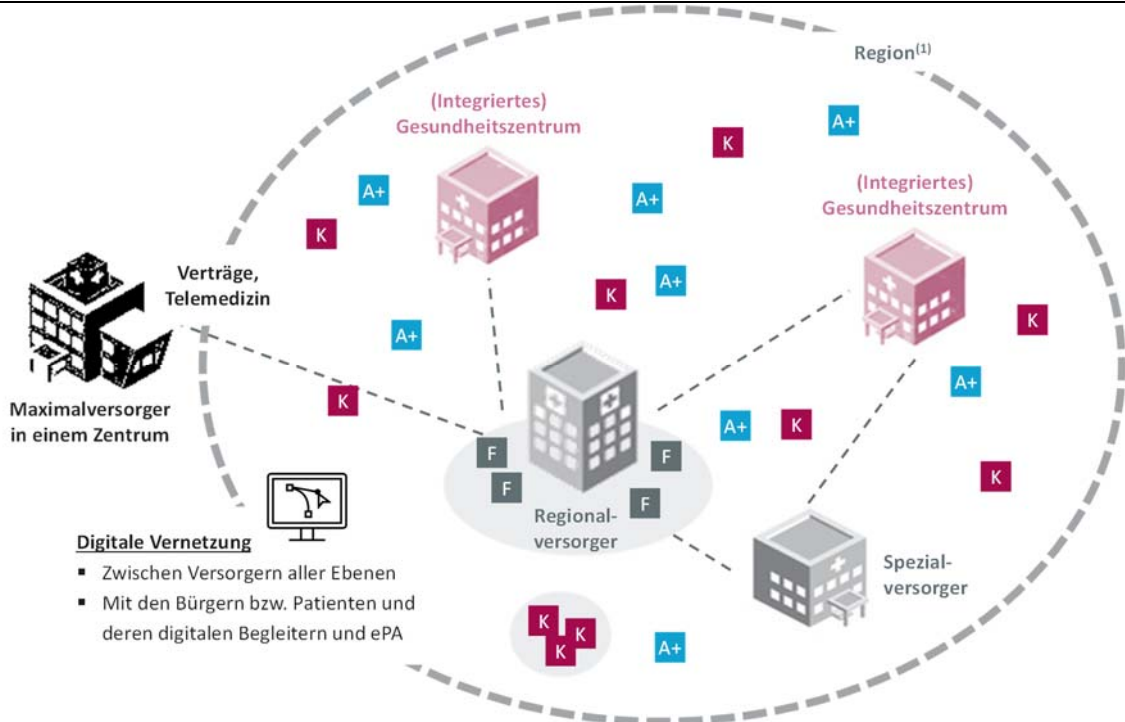 Region(1)
(Integriertes)
Gesundheitszentrum
A+
K
A+
A+
K
(Integriertes)
Gesundheitszentrum
Verträge,
Telemedizin
K
A+
A+
K
K
A+
Maximalversorger
in einem Zentrum
K
A+
K
F
F
F
F
K
Regional-
versorger
Digitale Vernetzung
▪ Zwischen Versorgern aller Ebenen
▪ Mit den Bürgern bzw. Patienten und
deren digitalen Begleitern und ePA
Spezial-
versorger
K
K
K
A+